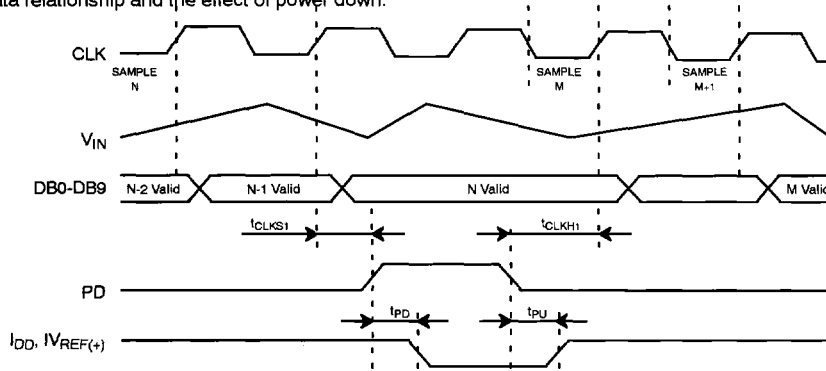 ata relationship and the effect of power down.
CLK
SAMPLE
N
SAMPLE
M
SAMPLE
M+1
VIN
DB0-DB9
N-2 Valid
N-1 Valid
N Valid
M Valid
tCLKS1
tCLKH1
PD
tPD
tPU
IDD, IVREF(+)